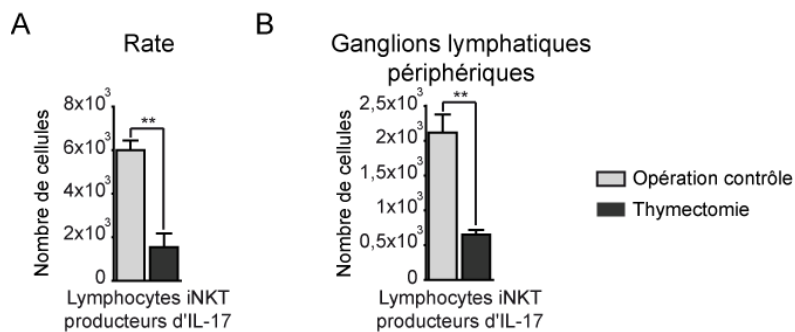 A
Rate
Nombre de cellules
8x10³
6x10³
4x10³
2x10³
0
**
Lymphocytes iNKT
producteurs d'IL-17
B
Ganglions lymphatiques
périphériques
Nombre de cellules
2,5x10³
2x10³
1,5x10³
1x10³
0,5x10³
0
**
Lymphocytes iNKT
producteurs d'IL-17
Opération contrôle
Thymectomie